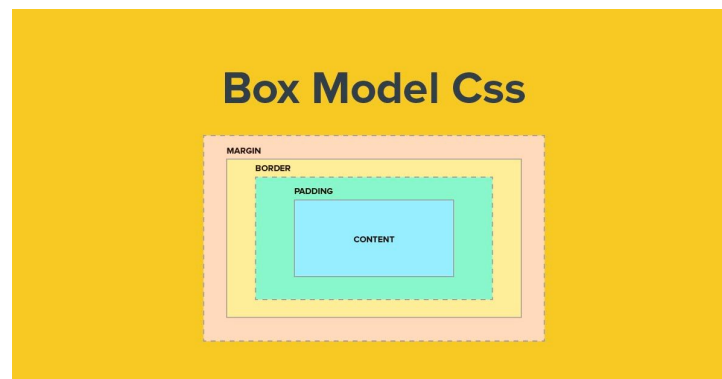 Box Model Css
MARGIN
BORDER
PADDING
CONTENT